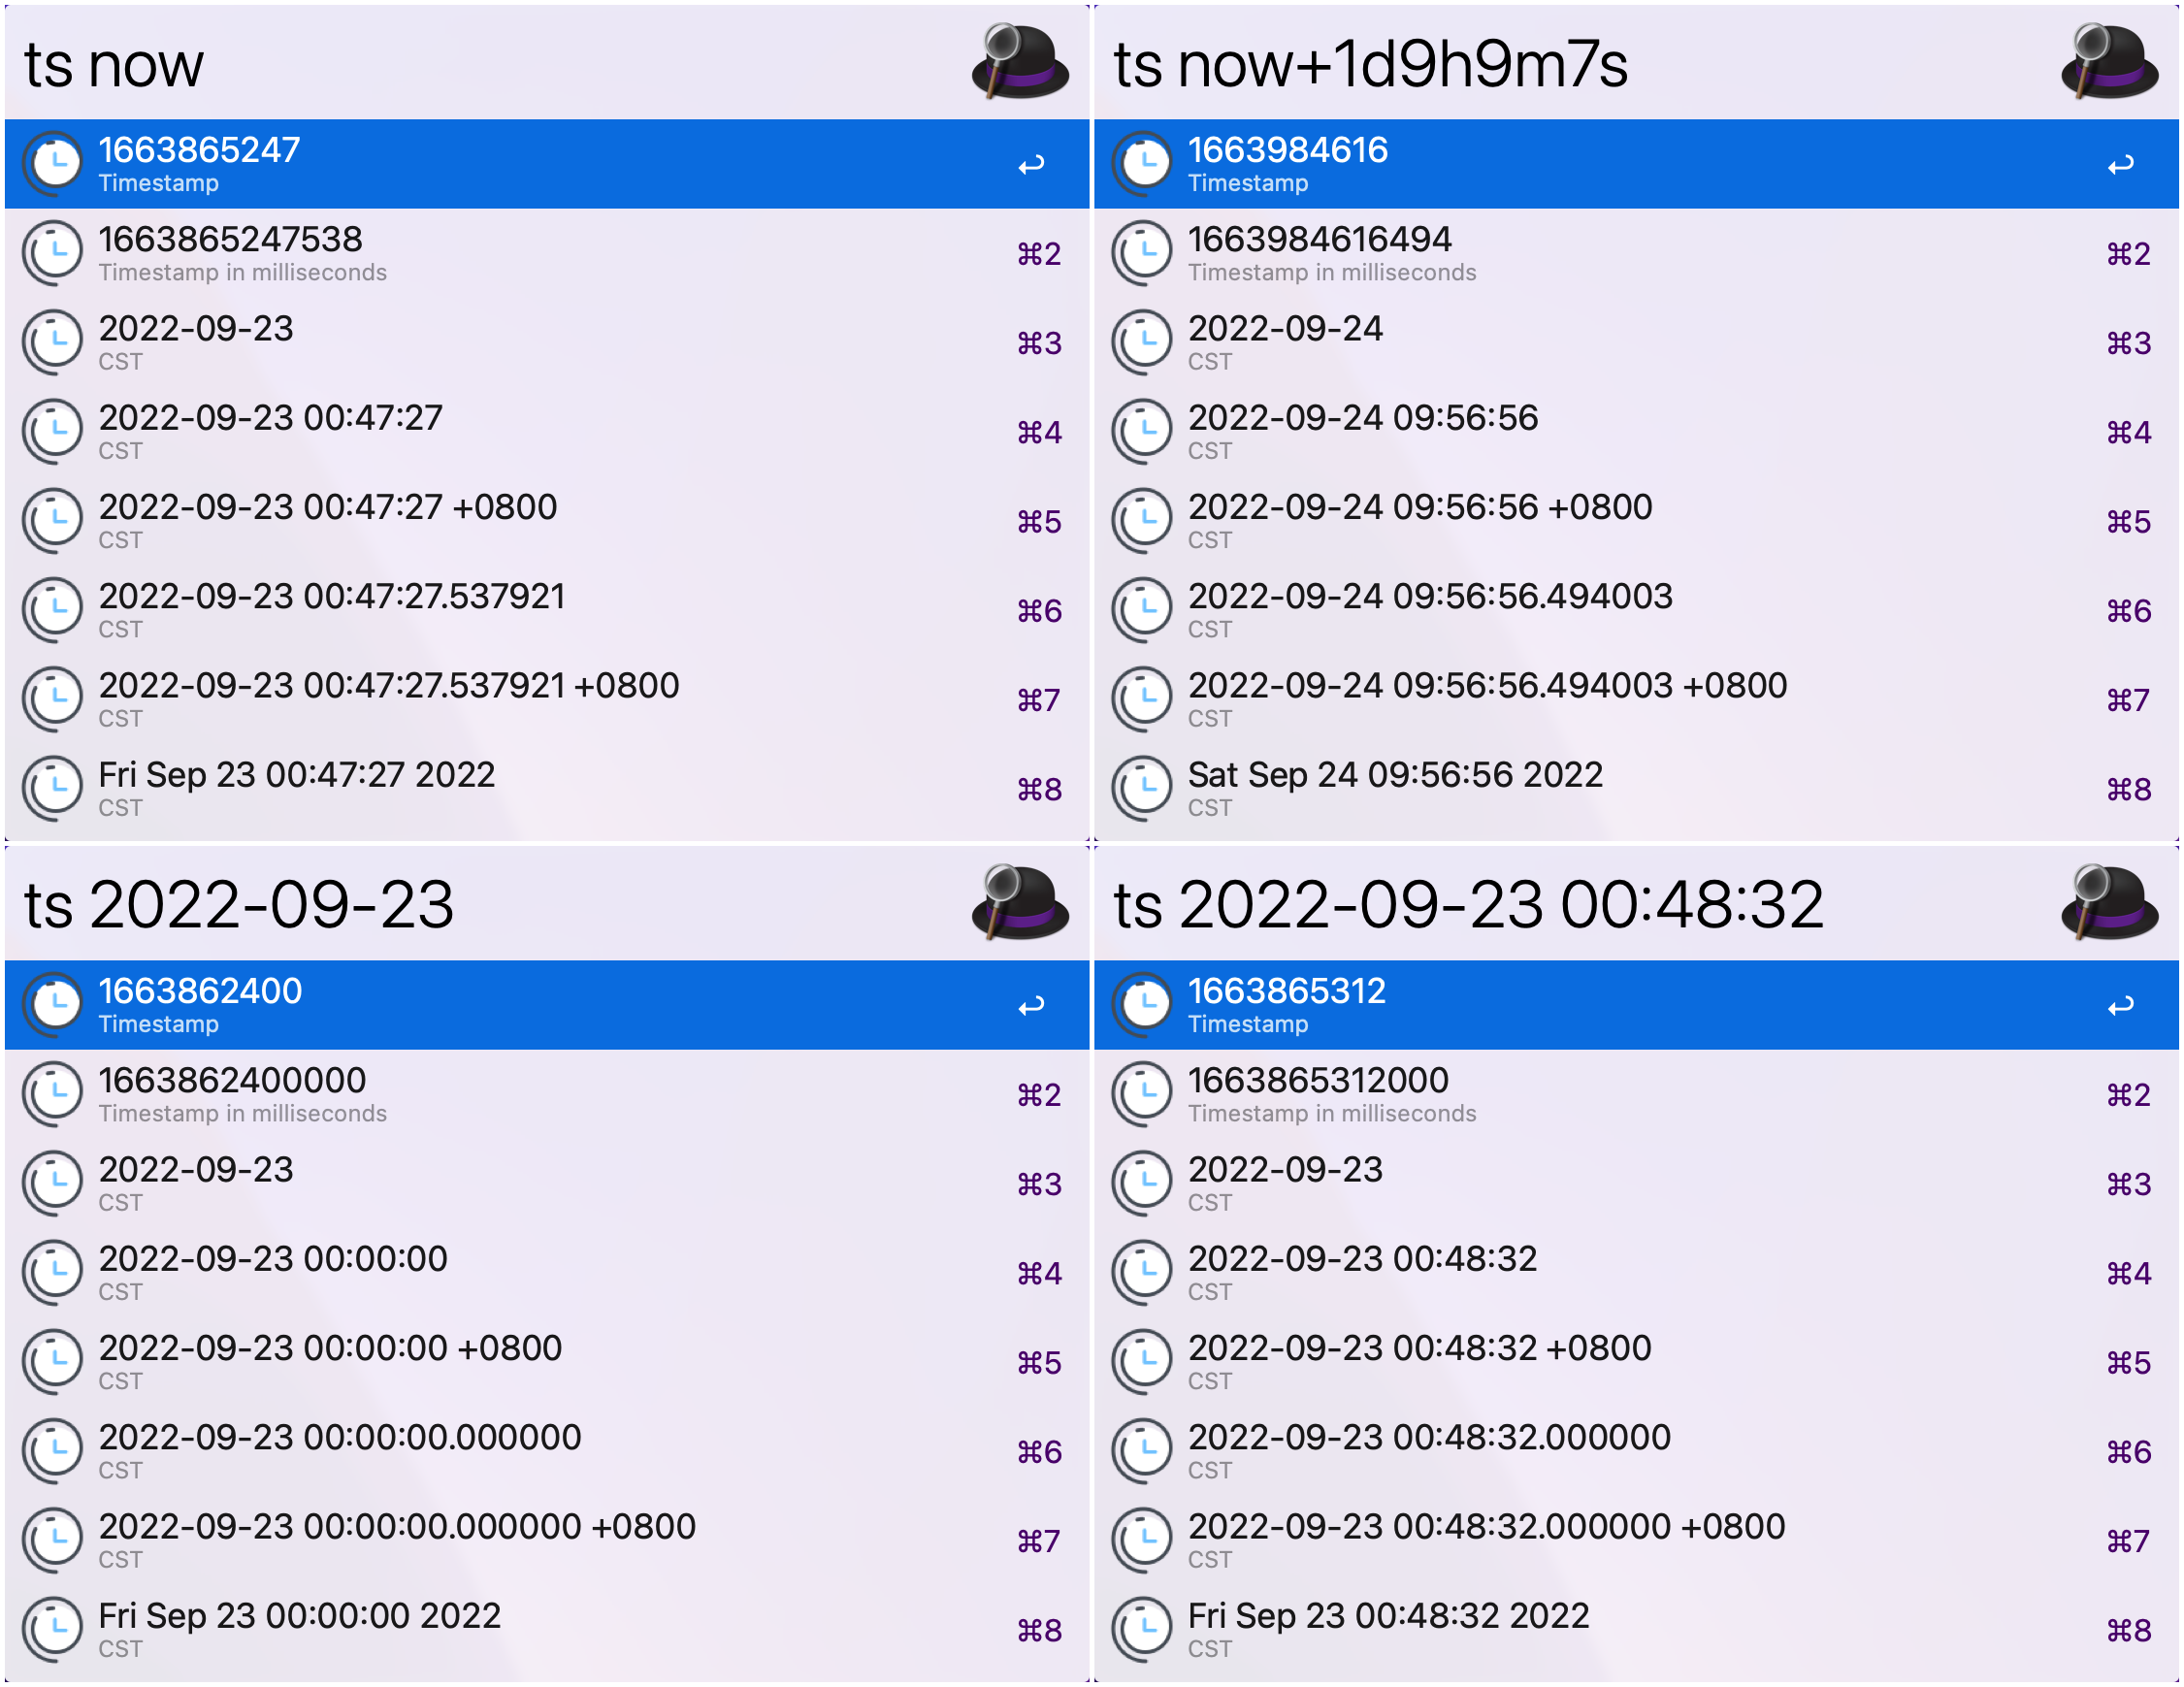 ts now
1663865247
Timestamp
↩
1663865247538
Timestamp in milliseconds
⌘2
2022-09-23
CST
⌘3
2022-09-23 00:47:27
CST
⌘4
2022-09-23 00:47:27 +0800
CST
⌘5
2022-09-23 00:47:27.537921
CST
⌘6
2022-09-23 00:47:27.537921 +0800
CST
⌘7
Fri Sep 23 00:47:27 2022
CST
⌘8
ts now+1d9h9m7s
1663984616
Timestamp
↩
1663984616494
Timestamp in milliseconds
⌘2
2022-09-24
CST
⌘3
2022-09-24 09:56:56
CST
⌘4
2022-09-24 09:56:56 +0800
CST
⌘5
2022-09-24 09:56:56.494003
CST
⌘6
2022-09-24 09:56:56.494003 +0800
CST
⌘7
Sat Sep 24 09:56:56 2022
CST
⌘8
ts 2022-09-23
1663862400
Timestamp
↩
1663862400000
Timestamp in milliseconds
⌘2
2022-09-23
CST
⌘3
2022-09-23 00:00:00
CST
⌘4
2022-09-23 00:00:00 +0800
CST
⌘5
2022-09-23 00:00:00.000000
CST
⌘6
2022-09-23 00:00:00.000000 +0800
CST
⌘7
Fri Sep 23 00:00:00 2022
CST
⌘8
ts 2022-09-23 00:48:32
1663865312
Timestamp
↩
1663865312000
Timestamp in milliseconds
⌘2
2022-09-23
CST
⌘3
2022-09-23 00:48:32
CST
⌘4
2022-09-23 00:48:32 +0800
CST
⌘5
2022-09-23 00:48:32.000000
CST
⌘6
2022-09-23 00:48:32.000000 +0800
CST
⌘7
Fri Sep 23 00:48:32 2022
CST
⌘8